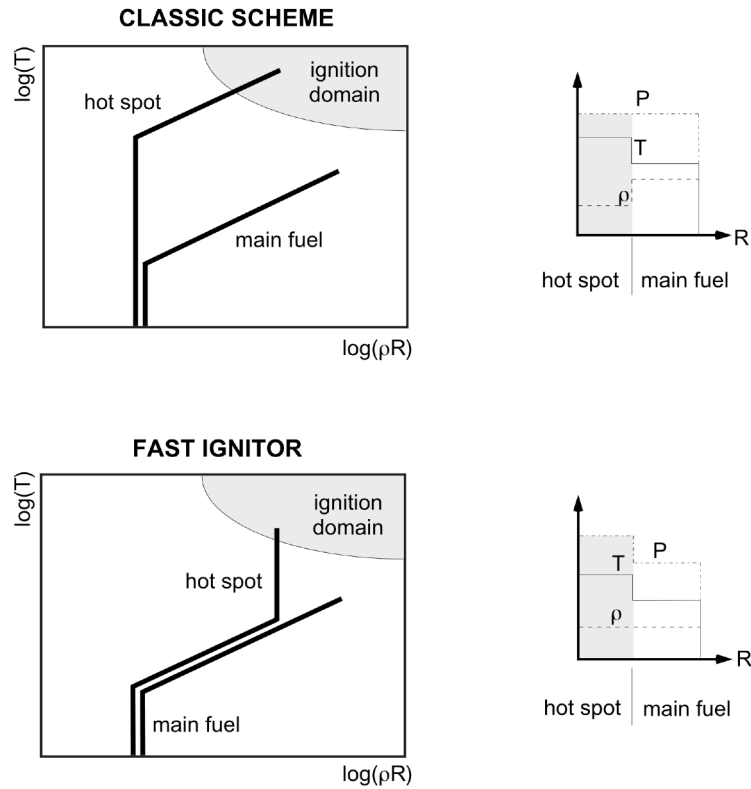 CLASSIC SCHEME
log(T)
hot spot
ignition
domain
main fuel
log(ρR)
P
T
ρ
R
hot spot
main fuel
FAST IGNITOR
log(T)
ignition
domain
hot spot
main fuel
log(ρR)
P
T
ρ
R
hot spot
main fuel